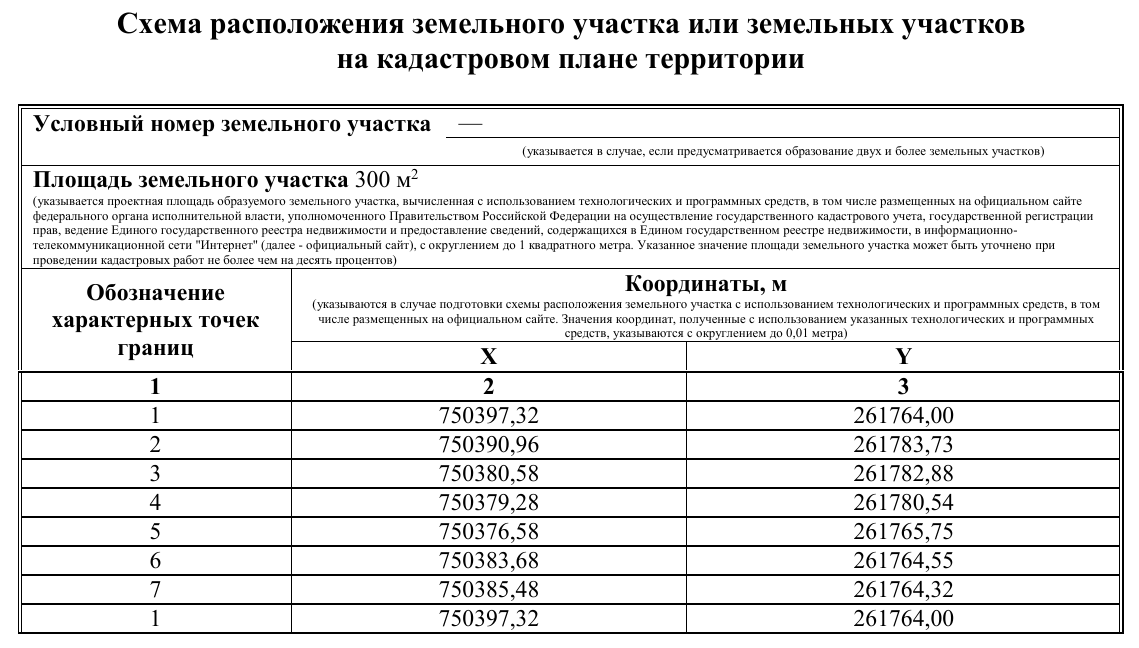 Схема расположения земельного участка или земельных участков
на кадастровом плане территории
Условный номер земельного участка —
(указывается в случае, если предусматривается образование двух и более земельных участков)
Площадь земельного участка 300 м²
(указывается проектная площадь образуемого земельного участка, вычисленная с использованием технологических и программных средств, в том числе размещенных на официальном сайте
федерального органа исполнительной власти, уполномоченного Правительством Российской Федерации на осуществление государственного кадастрового учета, государственной регистрации
прав, ведение Единого государственного реестра недвижимости и предоставление сведений, содержащихся в Едином государственном реестре недвижимости, в информационно-
телекоммуникационной сети "Интернет" (далее - официальный сайт), с округлением до 1 квадратного метра. Указанное значение площади земельного участка может быть уточнено при
проведении кадастровых работ не более чем на десять процентов)
Обозначение
характерных точек
границ
Координаты, м
(указываются в случае подготовки схемы расположения земельного участка с использованием технологических и программных средств, в том
числе размещенных на официальном сайте. Значения координат, полученные с использованием указанных технологических и программных
средств, указываются с округлением до 0,01 метра)
X Y
1 2 3
1 750397,32 261764,00
2 750390,96 261783,73
3 750380,58 261782,88
4 750379,28 261780,54
5 750376,58 261765,75
6 750383,68 261764,55
7 750385,48 261764,32
1 750397,32 261764,00